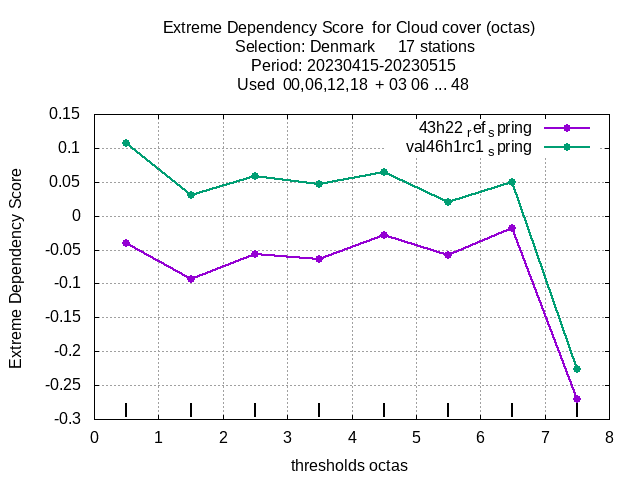 Extreme Dependency Score  for Cloud cover (octas)
Selection: Denmark     17 stations
Period: 20230415-20230515
Used  00,06,12,18  + 03 06 ... 48
43h22 ref spring
val46h1rc1 spring
Extreme Dependency Score
0.15
0.1
0.05
0
-0.05
-0.1
-0.15
-0.2
-0.25
-0.3
0 1 2 3 4 5 6 7 8
thresholds octas